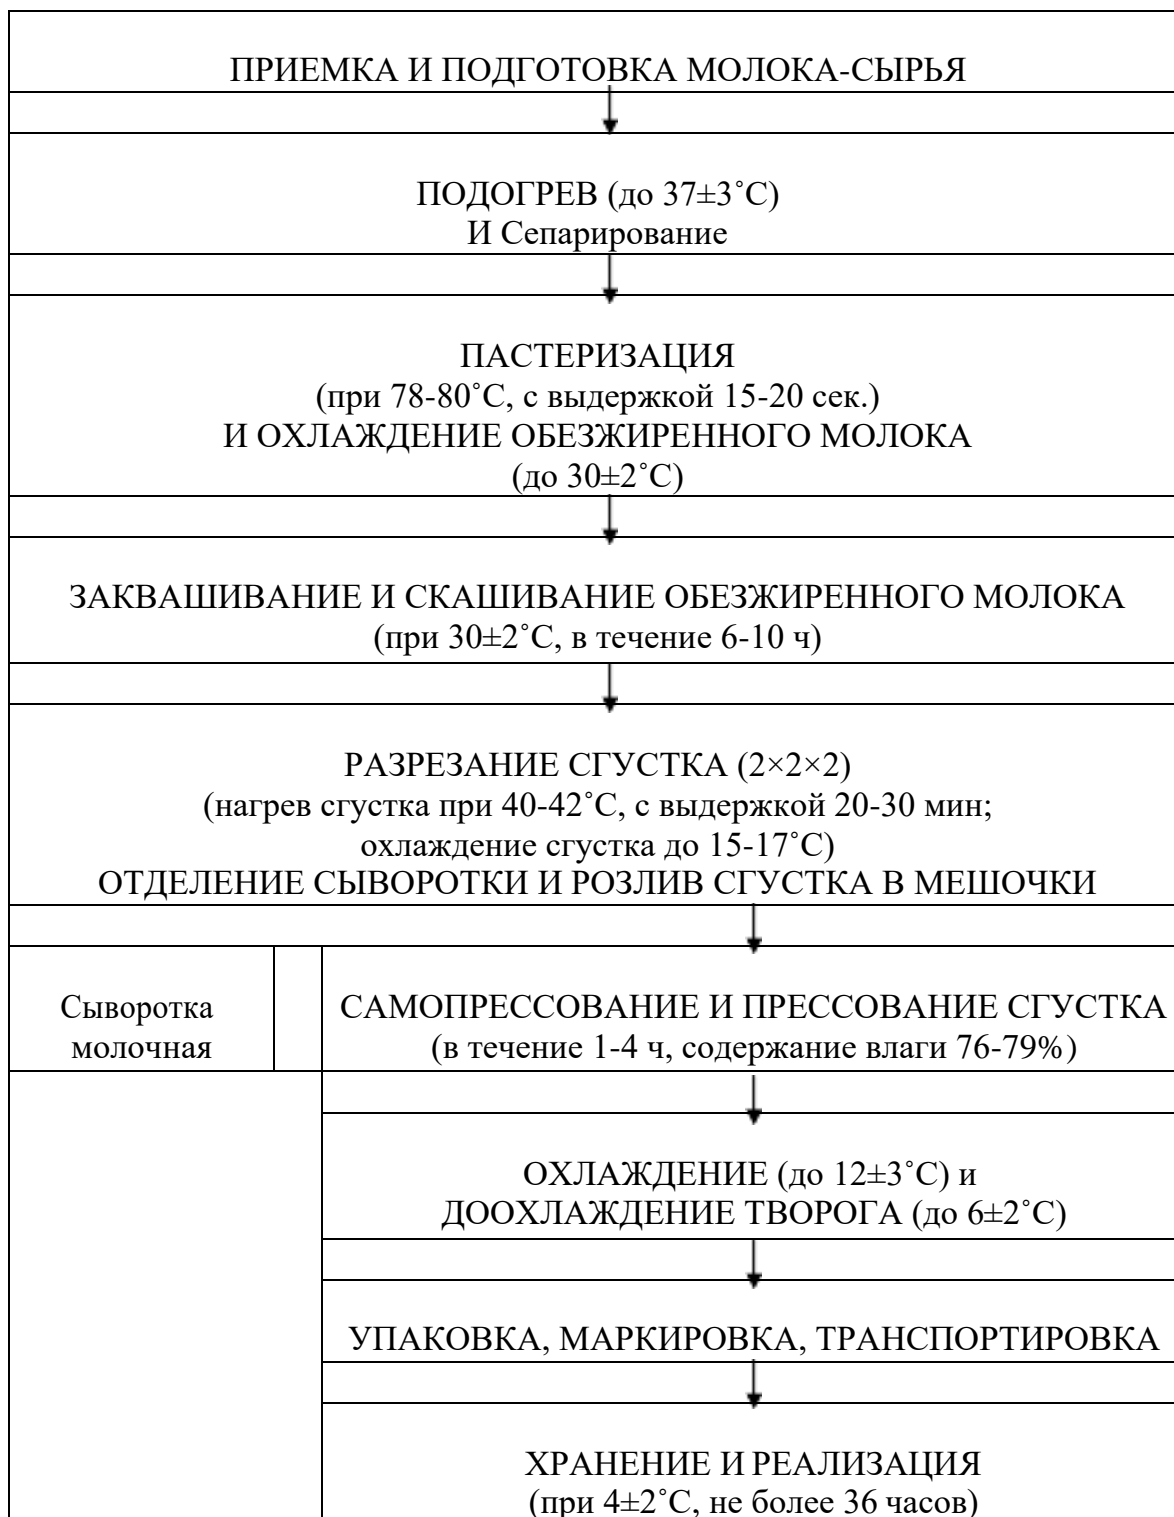 ПРИЕМКА И ПОДГОТОВКА МОЛОКА-СЫРЬЯ
ПОДОГРЕВ (до 37±3˚С)
И Сепарирование
ПАСТЕРИЗАЦИЯ
(при 78-80˚С, с выдержкой 15-20 сек.)
И ОХЛАЖДЕНИЕ ОБЕЗЖИРЕННОГО МОЛОКА
(до 30±2˚С)
ЗАКВАШИВАНИЕ И СКАШИВАНИЕ ОБЕЗЖИРЕННОГО МОЛОКА
(при 30±2˚С, в течение 6-10 ч)
РАЗРЕЗАНИЕ СГУСТКА (2×2×2)
(нагрев сгустка при 40-42˚С, с выдержкой 20-30 мин;
охлаждение сгустка до 15-17˚С)
ОТДЕЛЕНИЕ СЫВОРОТКИ И РОЗЛИВ СГУСТКА В МЕШОЧКИ
Сыворотка
молочная
САМОПРЕССОВАНИЕ И ПРЕССОВАНИЕ СГУСТКА
(в течение 1-4 ч, содержание влаги 76-79%)
ОХЛАЖДЕНИЕ (до 12±3˚С) и
ДООХЛАЖДЕНИЕ ТВОРОГА (до 6±2˚С)
УПАКОВКА, МАРКИРОВКА, ТРАНСПОРТИРОВКА
ХРАНЕНИЕ И РЕАЛИЗАЦИЯ
(при 4±2˚С, не более 36 часов)